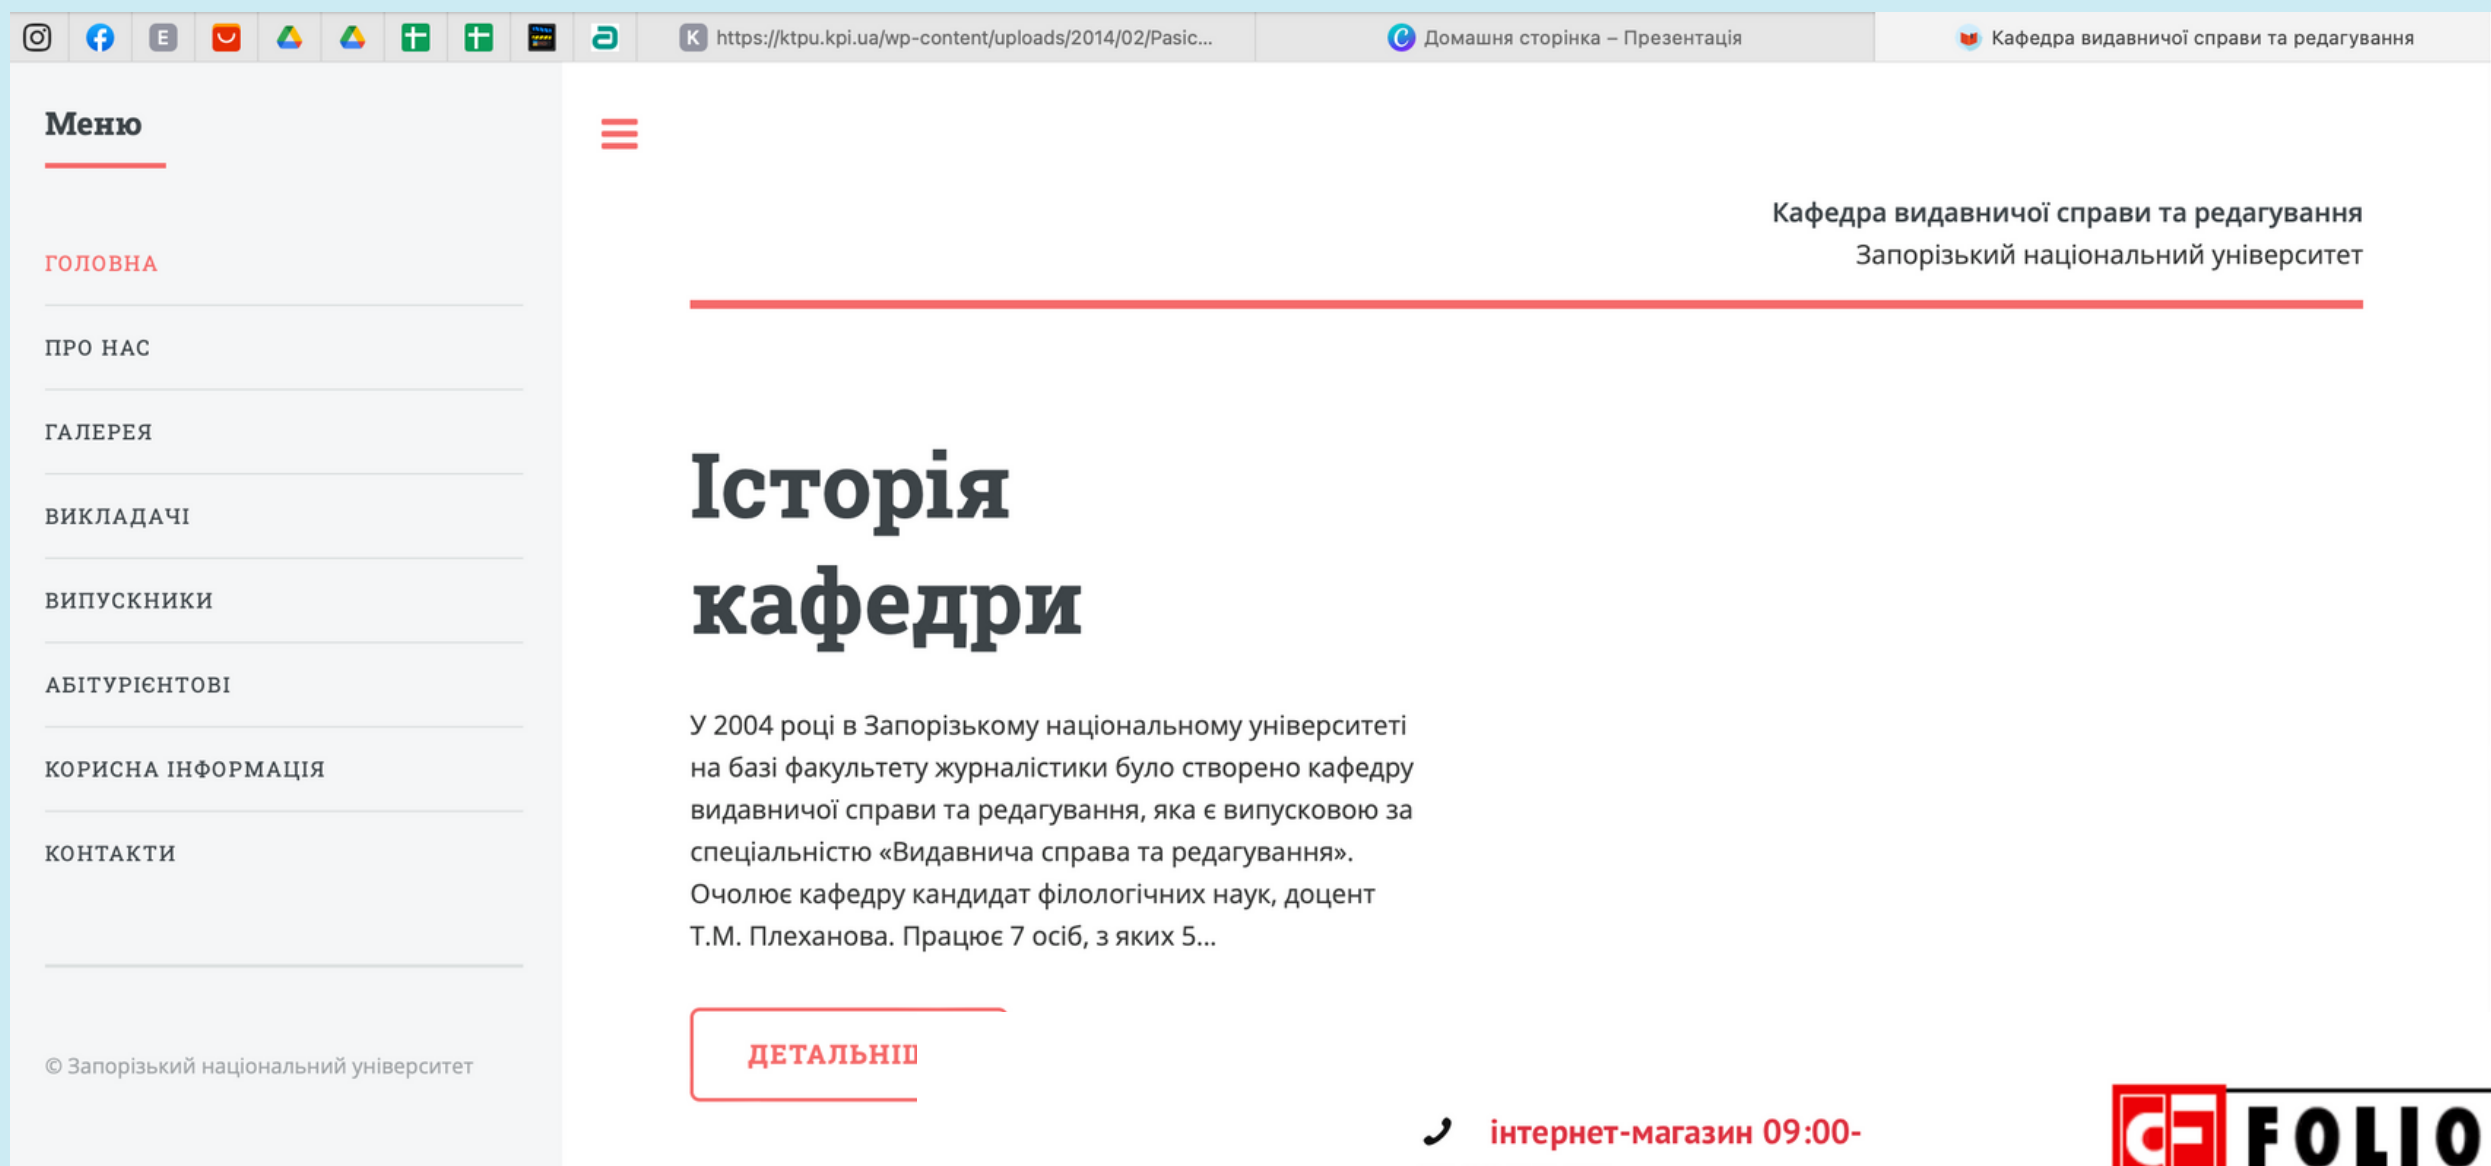 https://ktpu.kpi.ua/wp-content/uploads/2014/02/Pasic...
Домашня сторінка – Презентація
Кафедра видавничої справи та редагування
Меню
ГОЛОВНА
ПРО НАС
ГАЛЕРЕЯ
ВИКЛАДАЧІ
ВИПУСКНИКИ
АБІТУРІЄНТОВІ
КОРИСНА ІНФОРМАЦІЯ
КОНТАКТИ
© Запорізький національний університет
Кафедра видавничої справи та редагування
Запорізький національний університет
Історія
кафедри
У 2004 році в Запорізькому національному університеті
на базі факультету журналістики було створено кафедру
видавничої справи та редагування, яка є випусковою за
спеціальністю «Видавнича справа та редагування».
Очолює кафедру кандидат філологічних наук, доцент
Т.М. Плеханова. Працює 7 осіб, з яких 5...
інтернет-магазин 09:00-
FOLIO